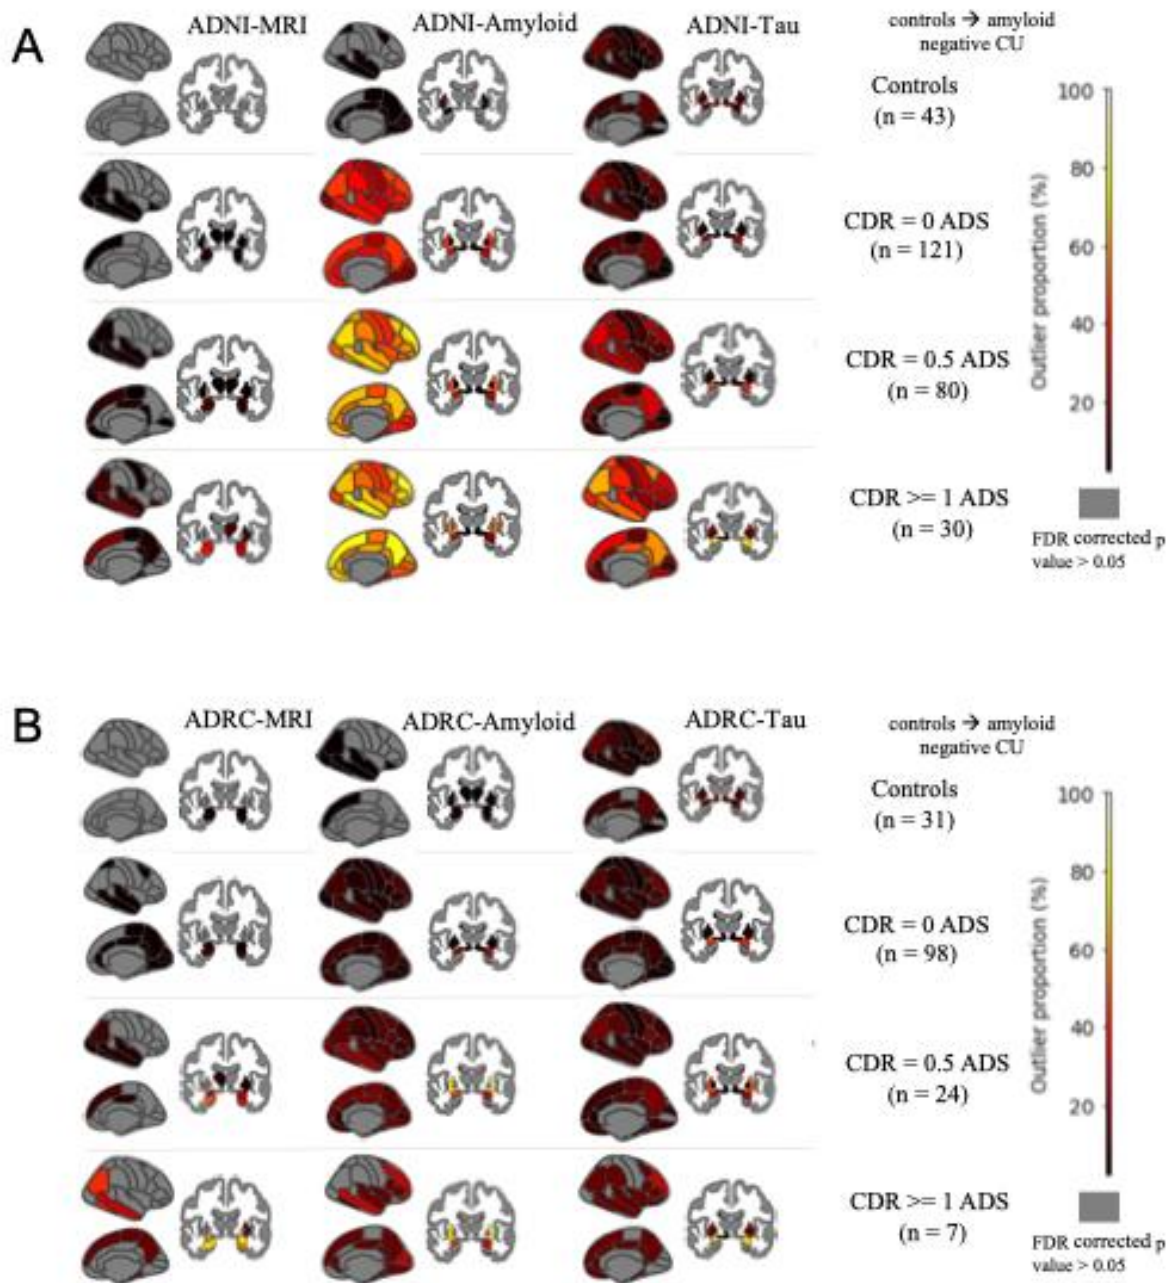 A
ADNI-MRI
ADNI-Amyloid
ADNI-Tau
controls → amyloid
negative CU
Controls
(n = 43)
CDR = 0 ADS
(n = 121)
CDR = 0.5 ADS
(n = 80)
CDR >= 1 ADS
(n = 30)
100
80
60
40
20
Outlier proportion (%)
FDR corrected p
value > 0.05
B
ADRC-MRI
ADRC-Amyloid
ADRC-Tau
controls → amyloid
negative CU
Controls
(n = 31)
CDR = 0 ADS
(n = 98)
CDR = 0.5 ADS
(n = 24)
CDR >= 1 ADS
(n = 7)
100
80
60
40
20
Outlier proportion (%)
FDR corrected p
value > 0.05